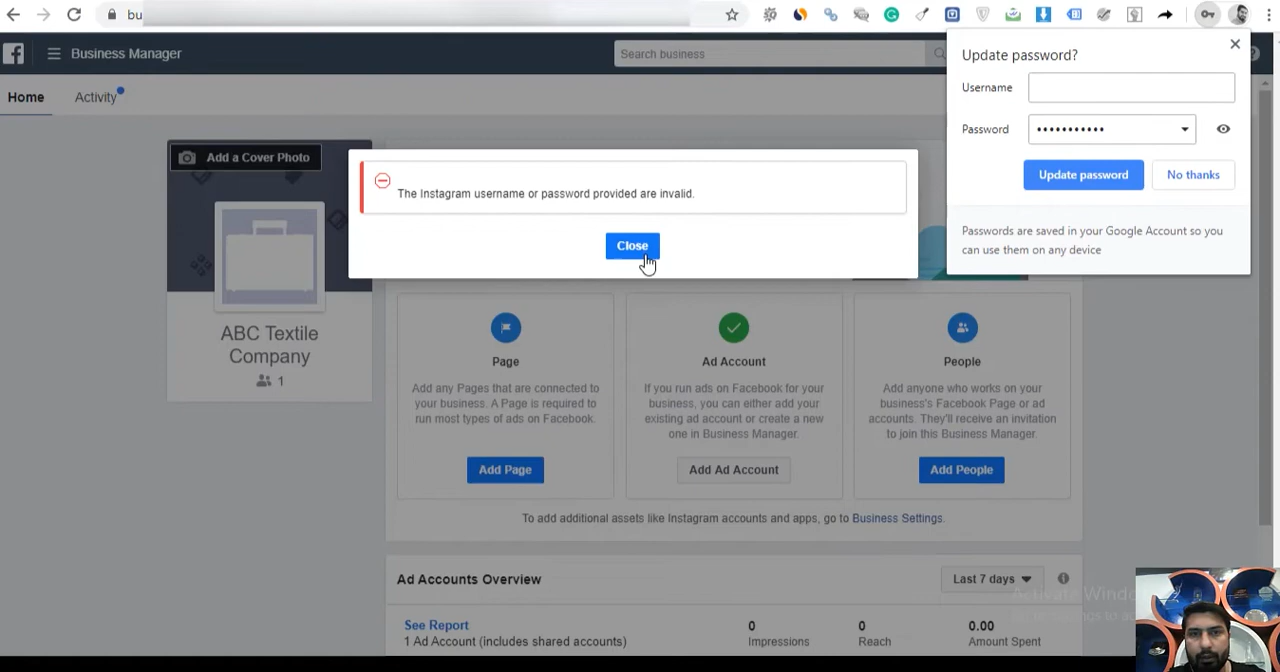 bu
Business Manager
Search business
Home
Activity
Update password?
Username
Password
•••••••••••
Update password
No thanks
Passwords are saved in your Google Account so you
can use them on any device
Add a Cover Photo
The Instagram username or password provided are invalid.
Close
ABC Textile
Company
1
Page
Add any Pages that are connected to
your business. A Page is required to
run most types of ads on Facebook.
Add Page
Ad Account
If you run ads on Facebook for your
business, you can either add your
existing ad account or create a new
one in Business Manager.
Add Ad Account
People
Add anyone who works on your
business's Facebook Page or ad
accounts. They'll receive an invitation
to join this Business Manager.
Add People
To add additional assets like Instagram accounts and apps, go to Business Settings.
Ad Accounts Overview
Last 7 days
See Report
1 Ad Account (includes shared accounts)
0
Impressions
0
Reach
0.00
Amount Spent